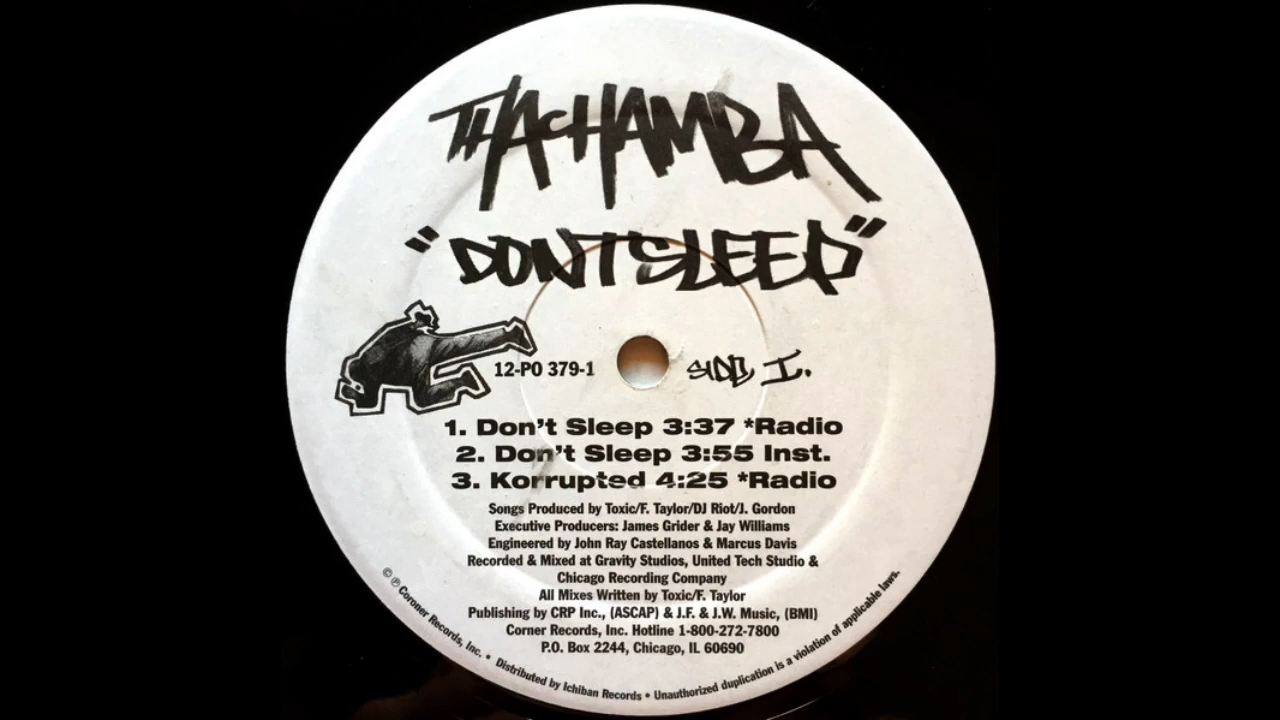 THA CHAMBA
"DONT SLEEP"
12-PO 379-1
SIDE I.
1. Don't Sleep 3:37 *Radio
2. Don't Sleep 3:55 Inst.
3. Korrupted 4:25 *Radio
Songs Produced by Toxic/F. Taylor/DJ Riot/J. Gordon
Executive Producers: James Grider & Jay Williams
Engineered by John Ray Castellanos & Marcus Davis
Recorded & Mixed at Gravity Studios, United Tech Studio &
Chicago Recording Company
All Mixes Written by Toxic/F. Taylor
Publishing by CRP Inc., (ASCAP) & J.F. & J.W. Music, (BMI)
Corner Records, Inc. Hotline 1-800-272-7800
P.O. Box 2244, Chicago, IL 60690
© ℗ Coroner Records, Inc. • Distributed by Ichiban Records • Unauthorized duplication is a violation of applicable laws.